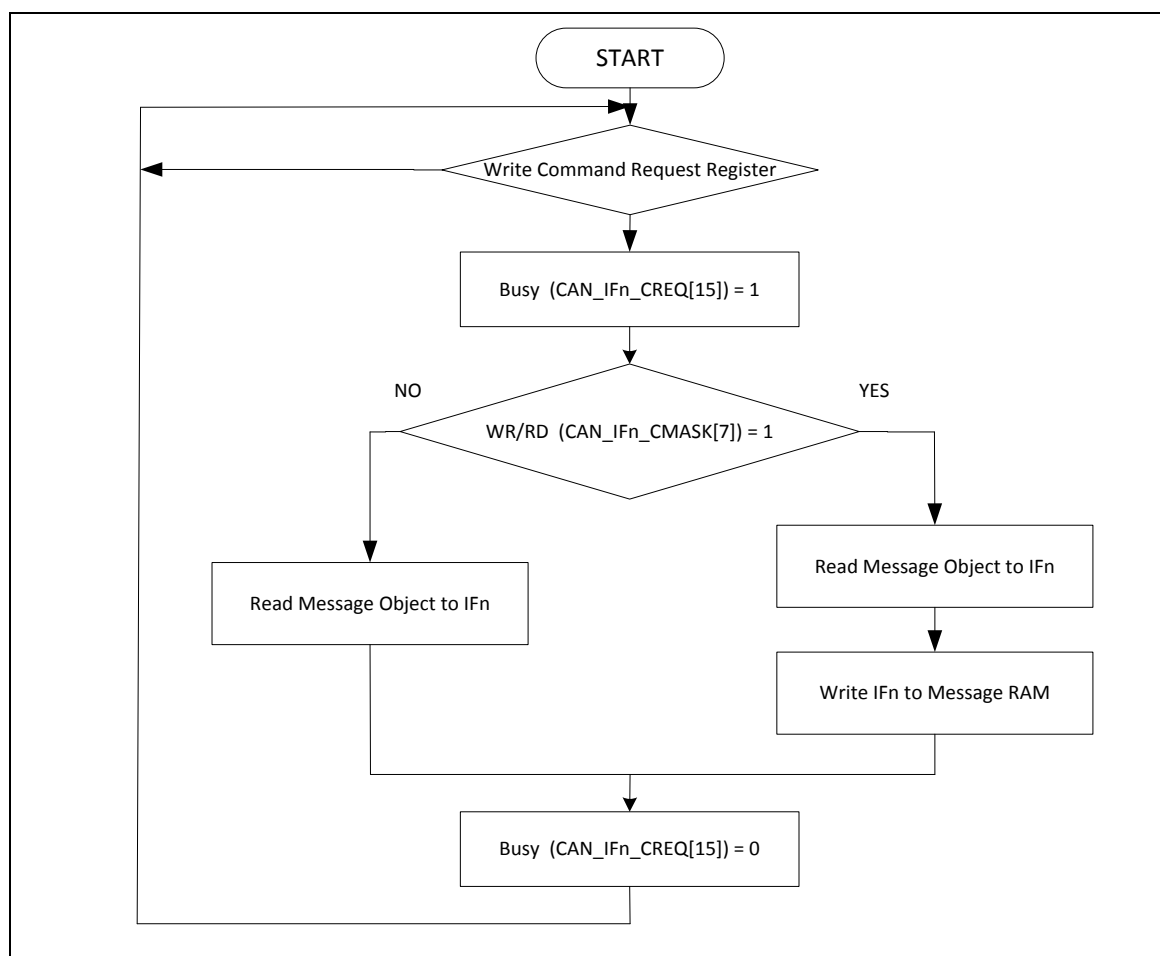 START
Write Command Request Register
Busy (CAN_IFn_CREQ[15]) = 1
NO
YES
WR/RD (CAN_IFn_CMASK[7]) = 1
Read Message Object to IFn
Read Message Object to IFn
Write IFn to Message RAM
Busy (CAN_IFn_CREQ[15]) = 0